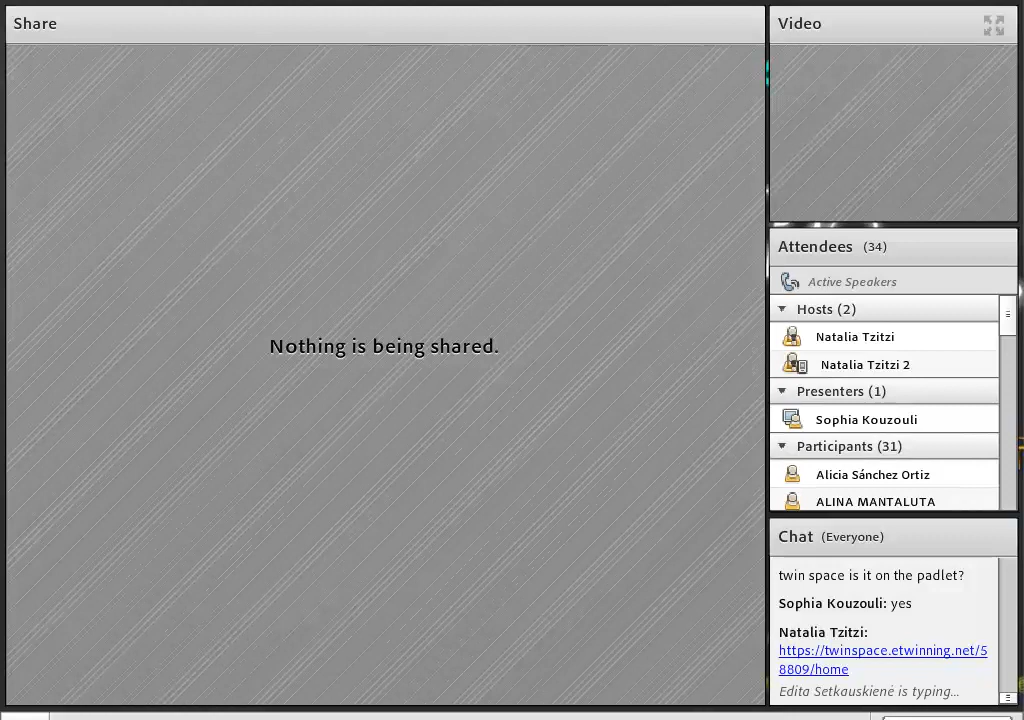 Share
Nothing is being shared.
Video
Attendees (34)
Active Speakers
Hosts (2)
Natalia Tzitzi
Natalia Tzitzi 2
Presenters (1)
Sophia Kouzouli
Participants (31)
Alicia Sánchez Ortiz
ALINA MANTALUTA
Chat (Everyone)
twin space is it on the padlet?
Sophia Kouzouli: yes
Natalia Tzitzi:
https://twinspace.etwinning.net/5
8809/home
Edita Setkauskienė is typing...